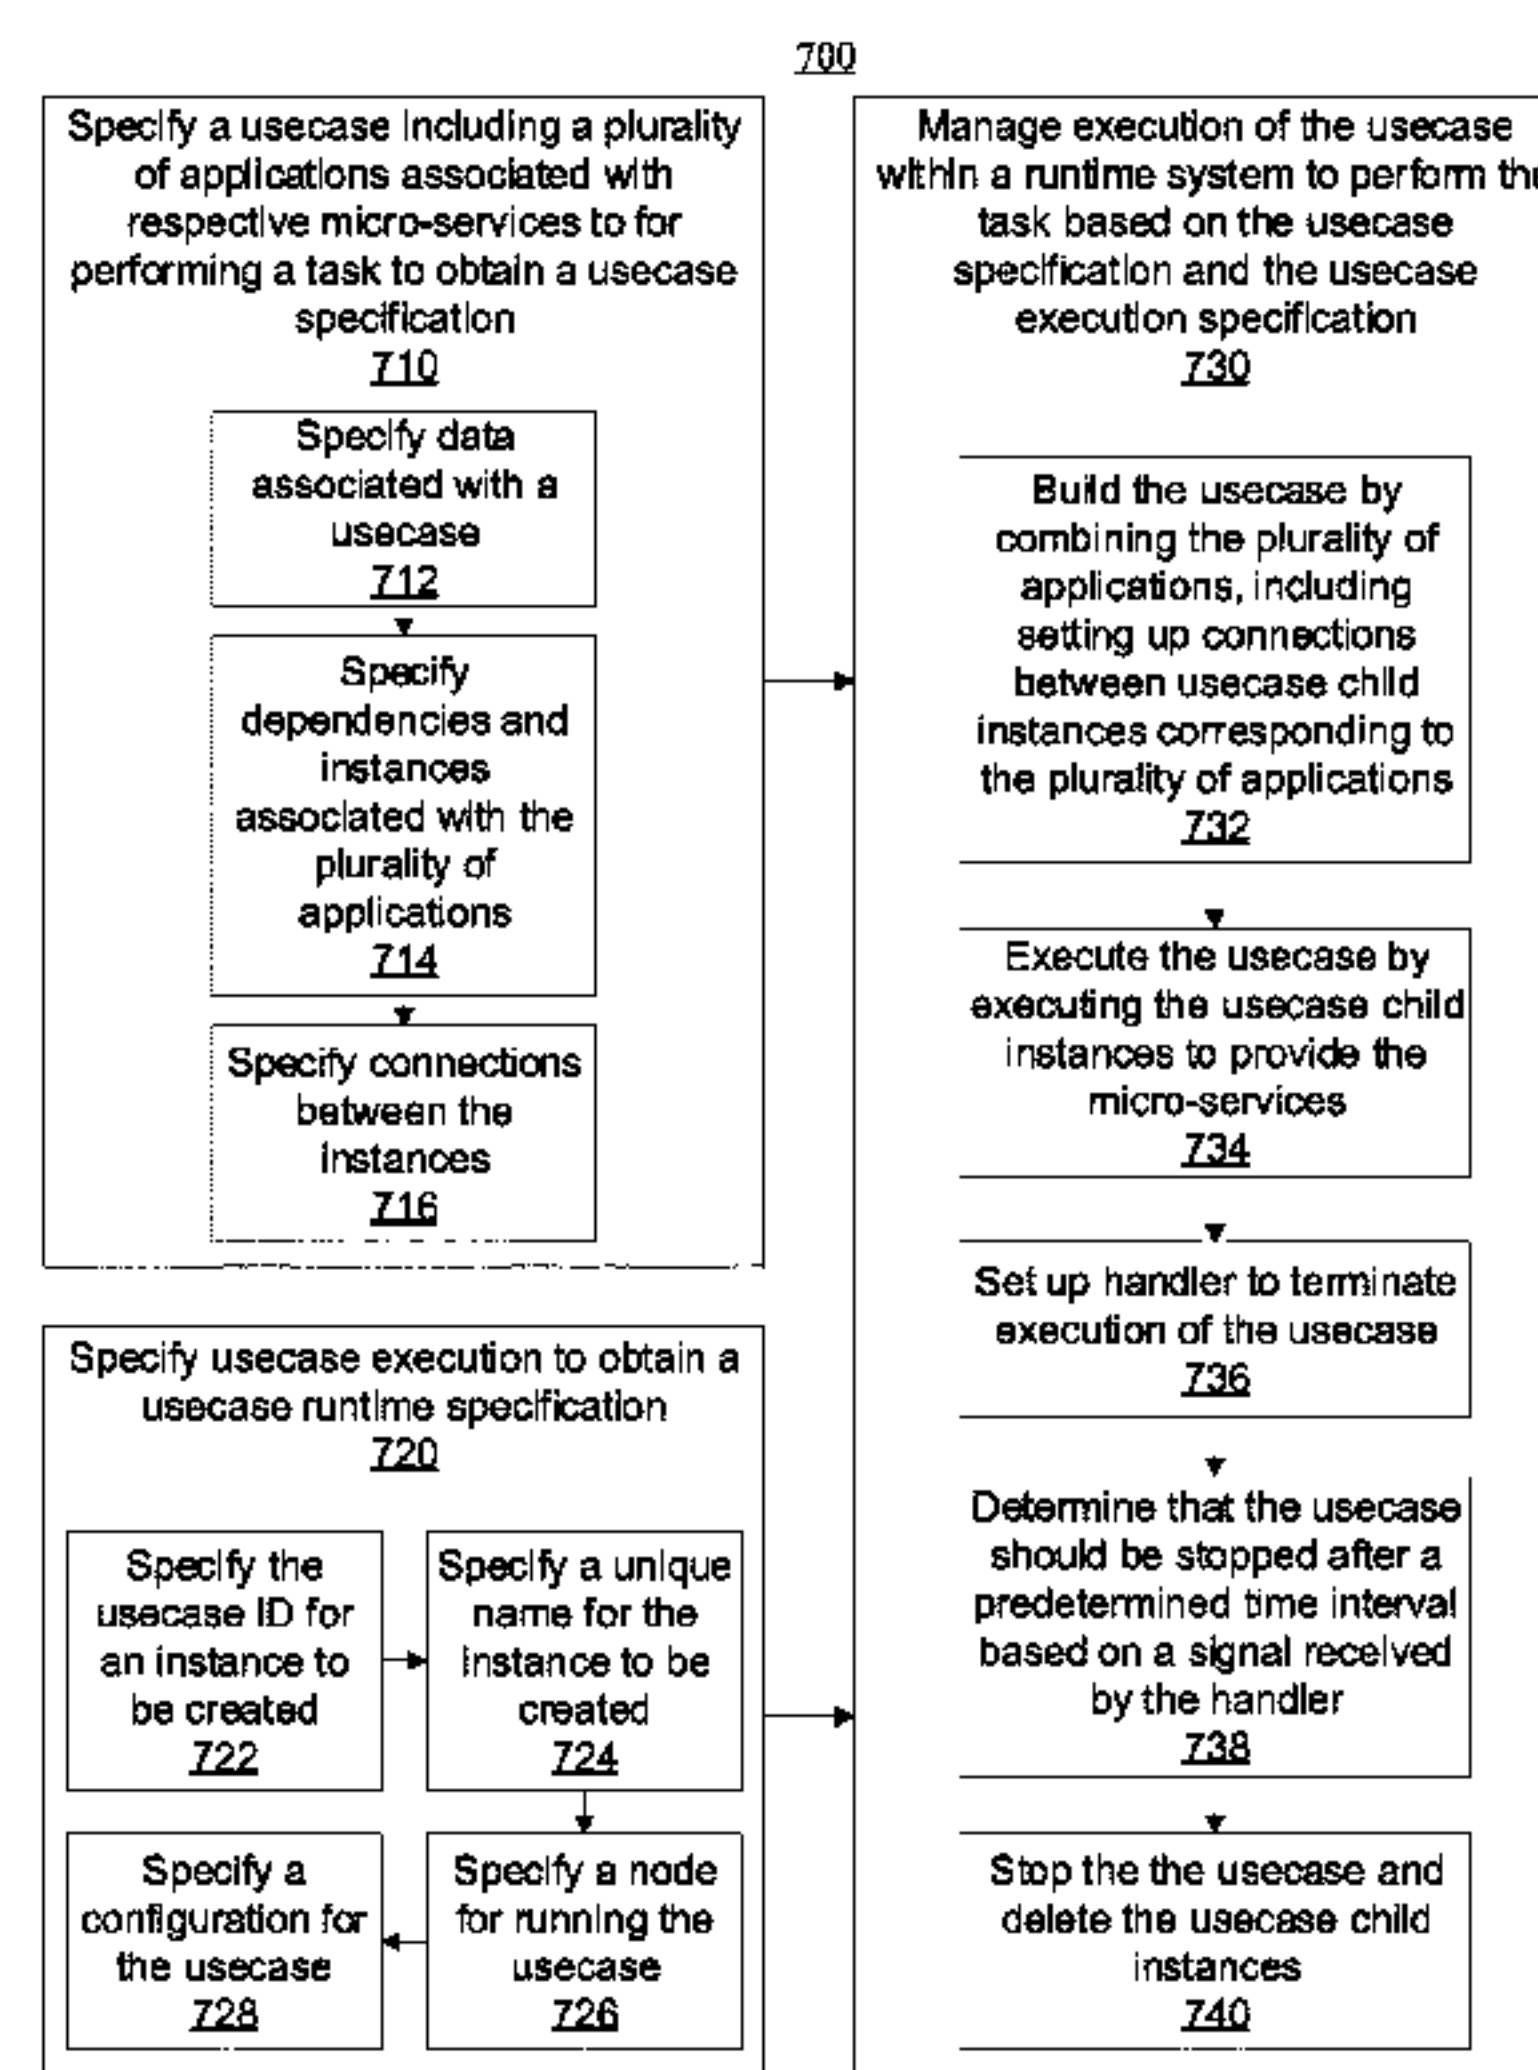 700
Specify a usecase including a plurality
of applications associated with
respective micro-services to for
performing a task to obtain a usecase
specification
710
Specify data
associated with a
usecase
712
Specify
dependencies and
instances
associated with the
plurality of
applications
714
Specify connections
between the
instances
716
Specify usecase execution to obtain a
usecase runtime specification
720
Specify the
usecase ID for
an instance to
be created
722
Specify a unique
name for the
instance to be
created
724
Specify a node
for running the
usecase
726
Specify a
configuration for
the usecase
728
Manage execution of the usecase
within a runtime system to perform the
task based on the usecase
specification and the usecase
execution specification
730
Build the usecase by
combining the plurality of
applications, including
setting up connections
between usecase child
instances corresponding to
the plurality of applications
732
Execute the usecase by
executing the usecase child
instances to provide the
micro-services
734
Set up handler to terminate
execution of the usecase
736
Determine that the usecase
should be stopped after a
predetermined time interval
based on a signal received
by the handler
738
Stop the the usecase and
delete the usecase child
instances
740